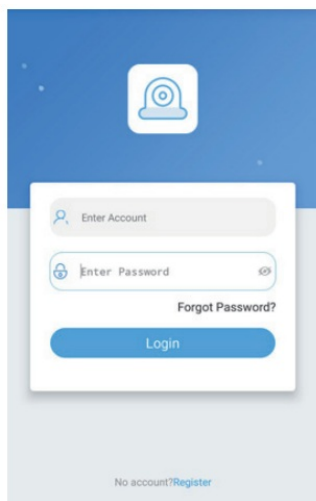 Enter Account
Enter Password
Forgot Password?
Login
No account?Register